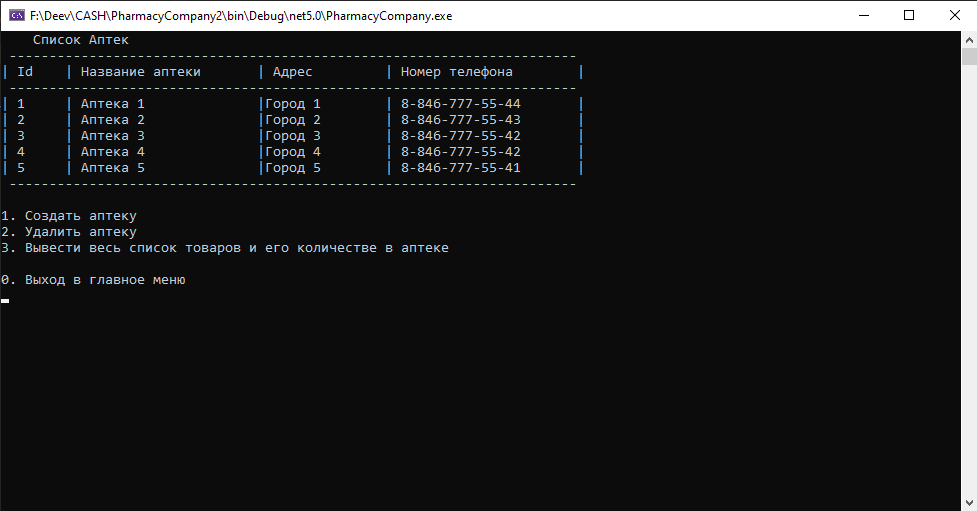 F:\Deev\CASH\PharmacyCompany2\bin\Debug\net5.0\PharmacyCompany.exe
Список Аптек
-----------------------------------------------------------------------
| Id    | Название аптеки       | Адрес         | Номер телефона        |
-----------------------------------------------------------------------
| 1     | Аптека 1              |Город 1        | 8-846-777-55-44       |
| 2     | Аптека 2              |Город 2        | 8-846-777-55-43       |
| 3     | Аптека 3              |Город 3        | 8-846-777-55-42       |
| 4     | Аптека 4              |Город 4        | 8-846-777-55-42       |
| 5     | Аптека 5              |Город 5        | 8-846-777-55-41       |
-----------------------------------------------------------------------
1. Создать аптеку
2. Удалить аптеку
3. Вывести весь список товаров и его количестве в аптеке
0. Выход в главное меню